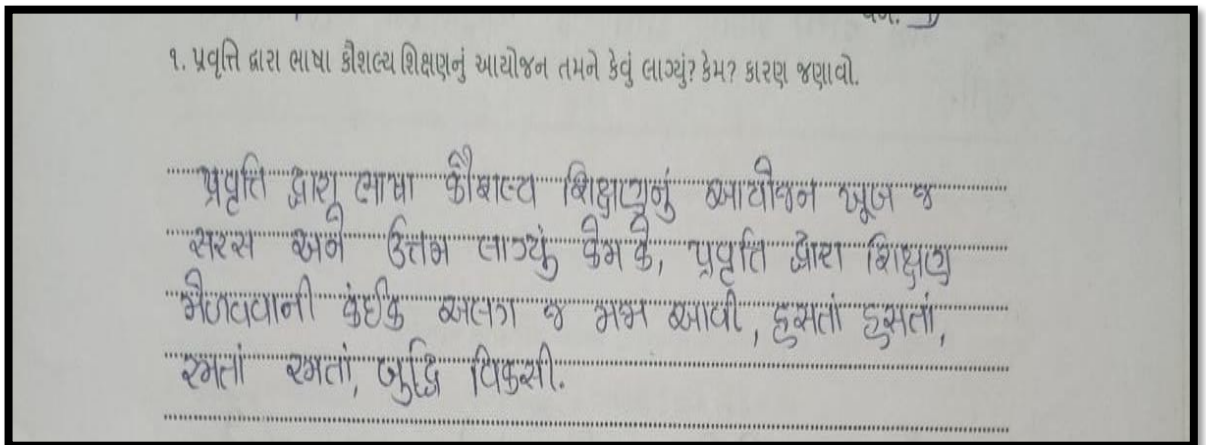 ૧. પ્રવૃત્તિ દ્વારા ભાષા કૌશલ્ય શિક્ષણનું આયોજન તમને કેવું લાગ્યું? કેમ? કારણ જણાવો.
પ્રવૃત્તિ દ્વારા ભાષા કૌશલ્ય શિક્ષણનું આયોજન ખૂબ જ
સરસ અને ઉત્તમ લાગ્યું કેમ કે, પ્રવૃત્તિ દ્વારા શિક્ષણ
મેળવવાની કંઈક અલગ જ મજા આવી, હસતાં હસતાં,
રમતાં રમતાં, બુદ્ધિ વિકસી.